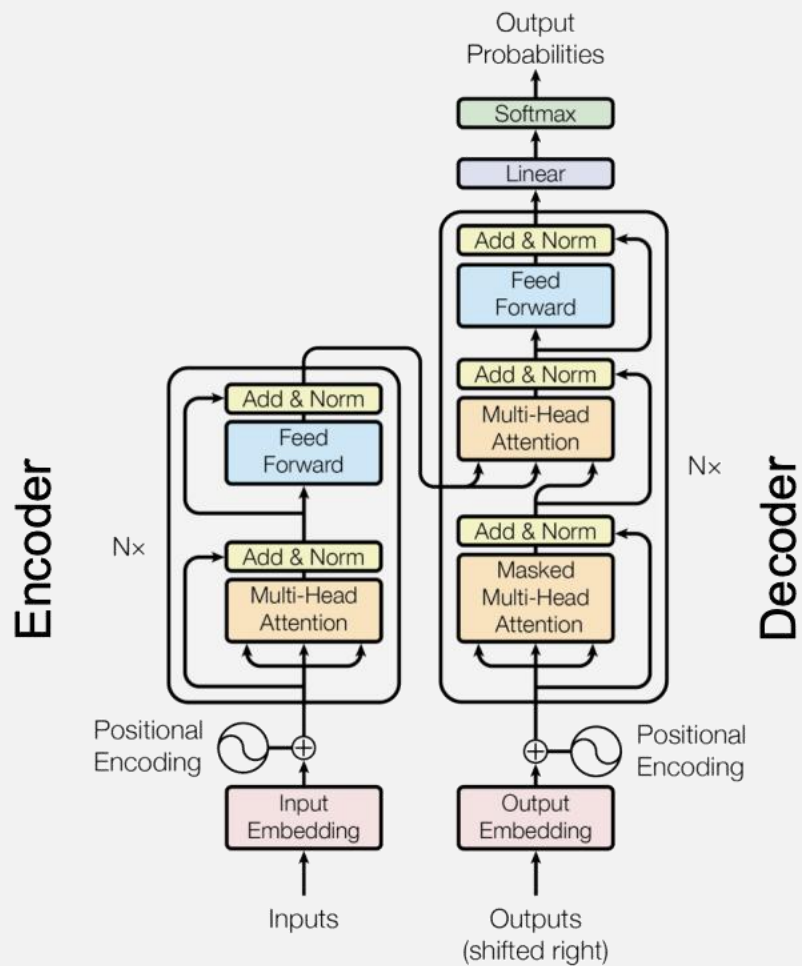 Output
Probabilities
Softmax
Linear
Add & Norm
Feed
Forward
Add & Norm
Multi-Head
Attention
Add & Norm
Masked
Multi-Head
Attention
Nx
Decoder
Positional
Encoding
Output
Embedding
Outputs
(shifted right)
Encoder
Nx
Add & Norm
Feed
Forward
Add & Norm
Multi-Head
Attention
Positional
Encoding
Input
Embedding
Inputs